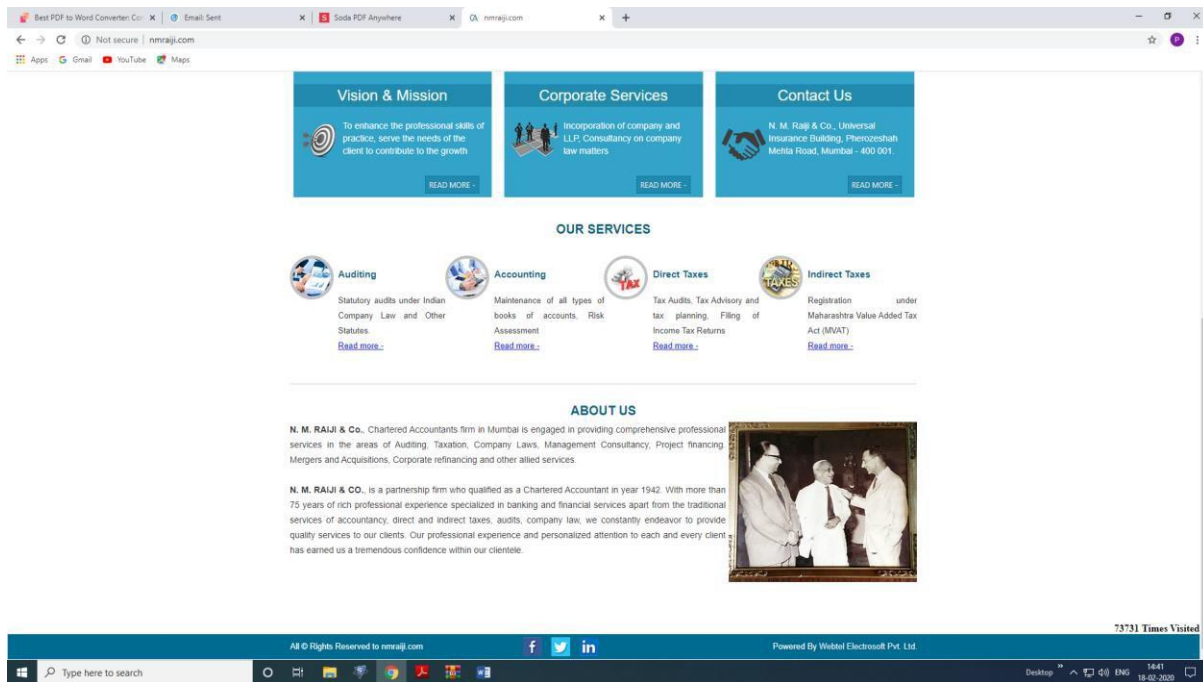 Best PDF to Word Converter: Con
Email: Sent
Soda PDF Anywhere
nmraiji.com
Not secure | nmraiji.com
Apps Gmail YouTube Maps
Vision & Mission
To enhance the professional skills of
practice, serve the needs of the
client to contribute to the growth
READ MORE -
Corporate Services
Incorporation of company and
LLP, Consultancy on company
law matters
READ MORE -
Contact Us
N. M. Raiji & Co., Universal
Insurance Building, Pherozeshah
Mehta Road, Mumbai - 400 001.
READ MORE -
OUR SERVICES
Auditing
Statutory audits under Indian
Company Law and Other
Statutes.
Read more -
Accounting
Maintenance of all types of
books of accounts, Risk
Assessment
Read more -
TAX
Direct Taxes
Tax Audits, Tax Advisory and
tax planning, Filing of
Income Tax Returns
Read more -
TAXES
Indirect Taxes
Registration under
Maharashtra Value Added Tax
Act (MVAT)
Read more -
ABOUT US
N. M. RAIJI & Co., Chartered Accountants firm in Mumbai is engaged in providing comprehensive professional
services in the areas of Auditing, Taxation, Company Laws, Management Consultancy, Project financing,
Mergers and Acquisitions, Corporate refinancing and other allied services.
N. M. RAIJI & CO., is a partnership firm who qualified as a Chartered Accountant in year 1942. With more than
75 years of rich professional experience specialized in banking and financial services apart from the traditional
services of accountancy, direct and indirect taxes, audits, company law, we constantly endeavor to provide
quality services to our clients. Our professional experience and personalized attention to each and every client
has earned us a tremendous confidence within our clientele.
73731 Times Visited
All © Rights Reserved to nmraiji.com
Powered By Webtel Electrosoft Pvt. Ltd.
Type here to search
Desktop
ENG
14:41
18-02-2020